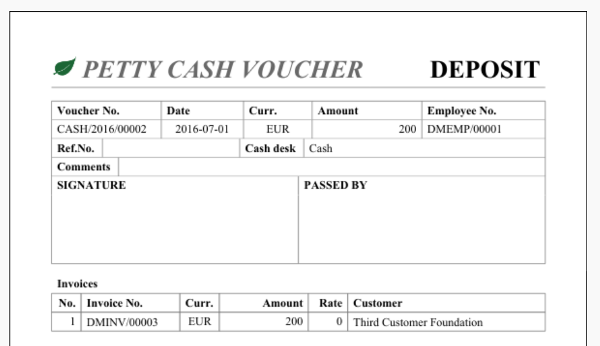 PETTY CASH VOUCHER DEPOSIT
Voucher No. Date Curr. Amount Employee No.
CASH/2016/00002 2016-07-01 EUR 200 DMEMP/00001
Ref.No. Cash desk Cash
Comments
SIGNATURE PASSED BY
Invoices
No. Invoice No. Curr. Amount Rate Customer
1 DMINV/00003 EUR 200 0 Third Customer Foundation